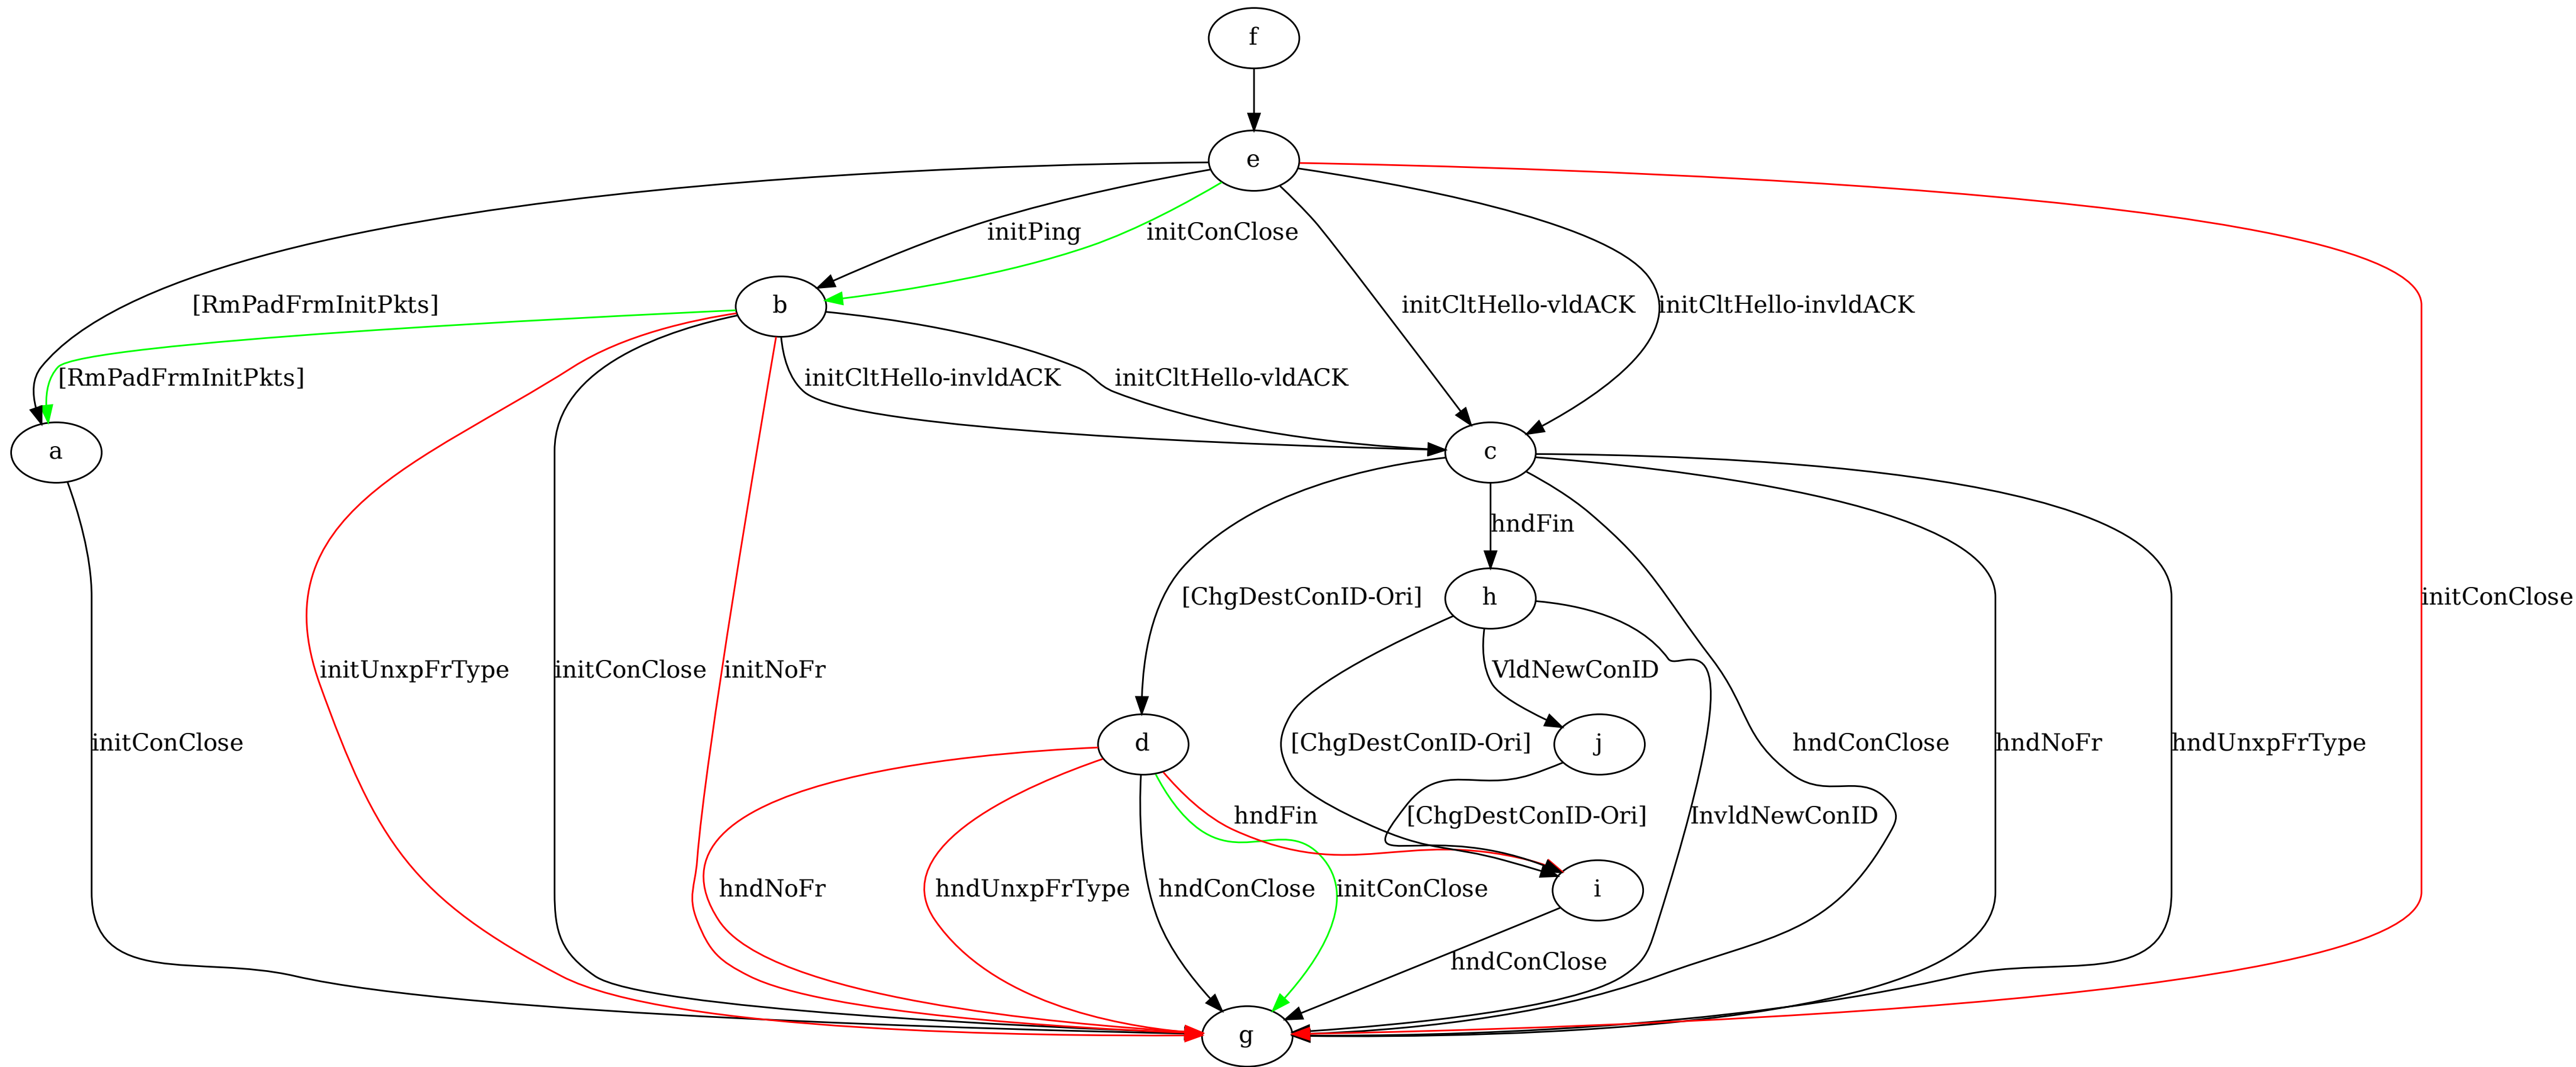 f
e
initPing
initConClose
b
[RmPadFrmInitPkts]
initCltHello-vldACK
initCltHello-invldACK
[RmPadFrmInitPkts]
initCltHello-invldACK
initCltHello-vldACK
a
c
hndFin
[ChgDestConID-Ori]
h
initConClose
initUnxpFrType
initConClose
initNoFr
VldNewConID
initConClose
d
[ChgDestConID-Ori]
j
hndConClose
hndNoFr
hndUnxpFrType
hndFin
[ChgDestConID-Ori]
InvldNewConID
hndNoFr
hndUnxpFrType
hndConClose
initConClose
i
hndConClose
g